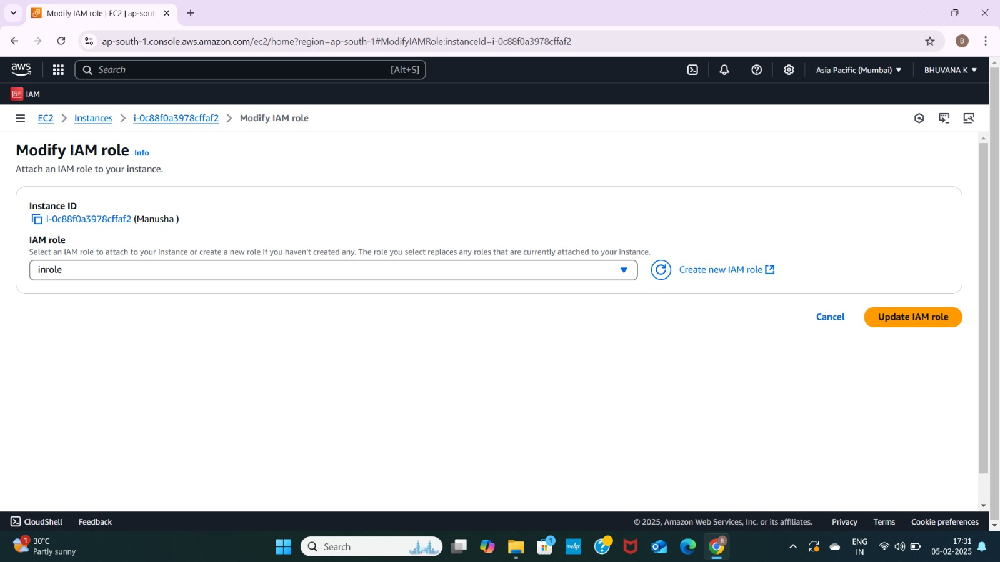 Modify IAM role | EC2 | ap-sout
ap-south-1.console.aws.amazon.com/ec2/home?region=ap-south-1#ModifyIAMRole:instanceId=i-0c88f0a3978cffaf2
B
aws
Search [Alt+S]
Asia Pacific (Mumbai)
BHUVANA K
IAM
EC2 Instances i-0c88f0a3978cffaf2 Modify IAM role
Modify IAM role Info
Attach an IAM role to your instance.
Instance ID
i-0c88f0a3978cffaf2 (Manusha )
IAM role
Select an IAM role to attach to your instance or create a new role if you haven't created any. The role you select replaces any roles that are currently attached to your instance.
inrole
Create new IAM role
Cancel
Update IAM role
CloudShell Feedback
© 2025, Amazon Web Services, Inc. or its affiliates. Privacy Terms Cookie preferences
1
30°C
Partly sunny
Search
1
myhp
B
ENG
IN
17:31
05-02-2025